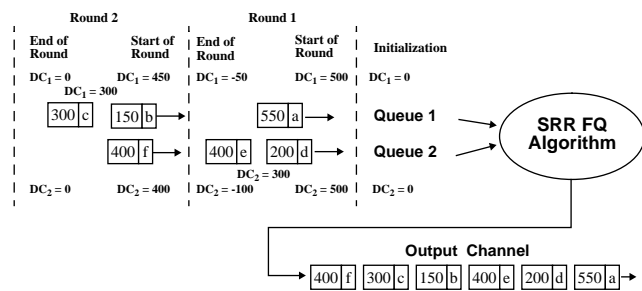 Round 2 Round 1
End of Round Start of Round End of Round Start of Round Initialization
DC1 = 0 DC1 = 450 DC1 = -50 DC1 = 500 DC1 = 0
DC1 = 300
300 c 150 b 550 a Queue 1
400 f 400 e 200 d Queue 2
SRR FQ
Algorithm
DC2 = 300
DC2 = 0 DC2 = 400 DC2 = -100 DC2 = 500 DC2 = 0
Output Channel
400 f 300 c 150 b 400 e 200 d 550 a